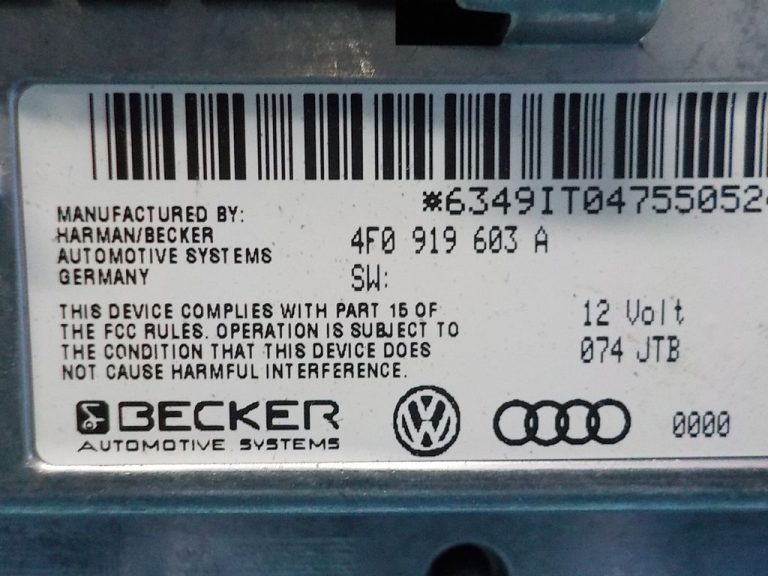 *6349IT04755052
MANUFACTURED BY:
HARMAN/BECKER
AUTOMOTIVE SYSTEMS
GERMANY
4F0 919 603 A
SW:
THIS DEVICE COMPLIES WITH PART 15 OF
THE FCC RULES. OPERATION IS SUBJECT TO
THE CONDITION THAT THIS DEVICE DOES
NOT CAUSE HARMFUL INTERFERENCE.
12 Volt
074 JTB
BECKER
AUTOMOTIVE SYSTEMS
VW
0000